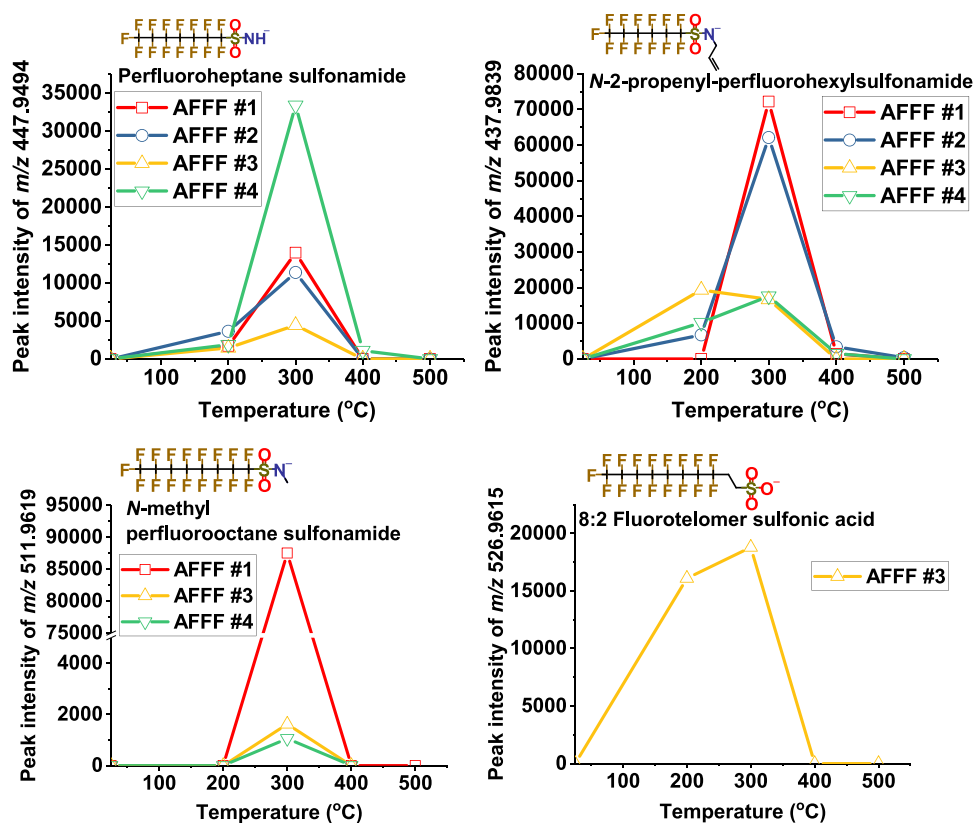 F F F F F F F O
F S NH⁻
F F F F F F F O
Perfluoroheptane sulfonamide
Peak intensity of m/z 447.9494
35000
30000
25000
20000
15000
10000
5000
0
AFFF #1
AFFF #2
AFFF #3
AFFF #4
100 200 300 400 500
Temperature (°C)
F F F F F F O
F S N⁻
F F F F F F O
N-2-propenyl-perfluorohexylsulfonamide
Peak intensity of m/z 437.9839
80000
70000
60000
50000
40000
30000
20000
10000
0
AFFF #1
AFFF #2
AFFF #3
AFFF #4
100 200 300 400 500
Temperature (°C)
F F F F F F F F O
F S N⁻
F F F F F F F F O
N-methyl
perfluorooctane sulfonamide
Peak intensity of m/z 511.9619
95000
90000
85000
80000
75000
4000
2000
0
AFFF #1
AFFF #3
AFFF #4
100 200 300 400 500
Temperature (°C)
F F F F F F F F
F O
S O⁻
F F F F F F F F O
8:2 Fluorotelomer sulfonic acid
Peak intensity of m/z 526.9615
20000
15000
10000
5000
0
AFFF #3
100 200 300 400 500
Temperature (°C)